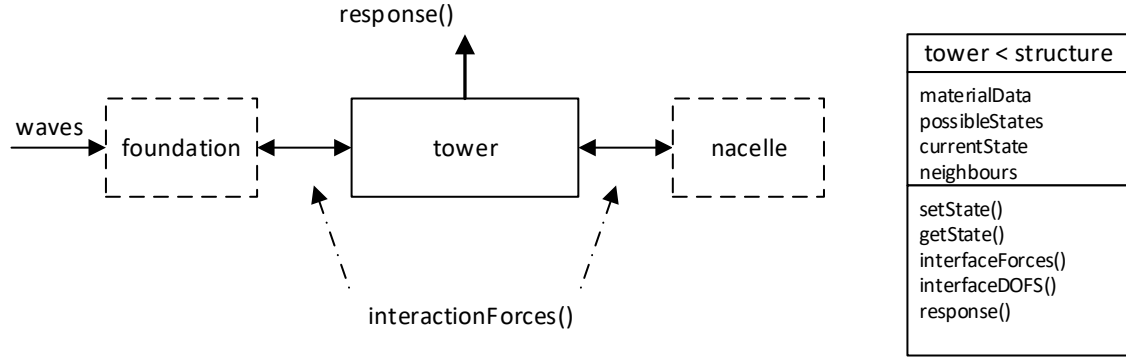 response()
waves
foundation
tower
nacelle
interactionForces()
tower < structure
materialData
possibleStates
currentState
neighbours
setState()
getState()
interfaceForces()
interfaceDOFS()
response()